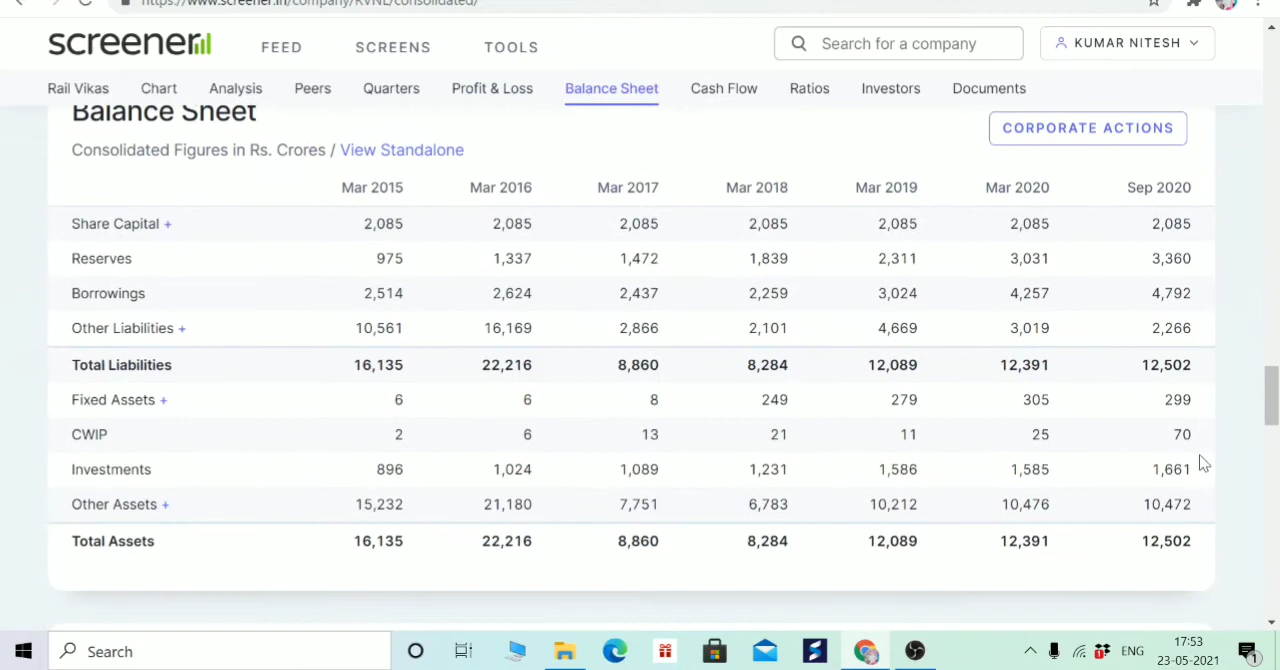 https://www.screener.in/company/RVNL/consolidated/
screener
FEED SCREENS TOOLS
Search for a company
KUMAR NITESH
Rail Vikas Chart Analysis Peers Quarters Profit & Loss Balance Sheet Cash Flow Ratios Investors Documents
Balance Sheet
CORPORATE ACTIONS
Consolidated Figures in Rs. Crores / View Standalone
Mar 2015 Mar 2016 Mar 2017 Mar 2018 Mar 2019 Mar 2020 Sep 2020
Share Capital + 2,085 2,085 2,085 2,085 2,085 2,085 2,085
Reserves 975 1,337 1,472 1,839 2,311 3,031 3,360
Borrowings 2,514 2,624 2,437 2,259 3,024 4,257 4,792
Other Liabilities + 10,561 16,169 2,866 2,101 4,669 3,019 2,266
Total Liabilities 16,135 22,216 8,860 8,284 12,089 12,391 12,502
Fixed Assets + 6 6 8 249 279 305 299
CWIP 2 6 13 21 11 25 70
Investments 896 1,024 1,089 1,231 1,586 1,585 1,661
Other Assets + 15,232 21,180 7,751 6,783 10,212 10,476 10,472
Total Assets 16,135 22,216 8,860 8,284 12,089 12,391 12,502
Search
ENG
17:53
23-05-2021
1